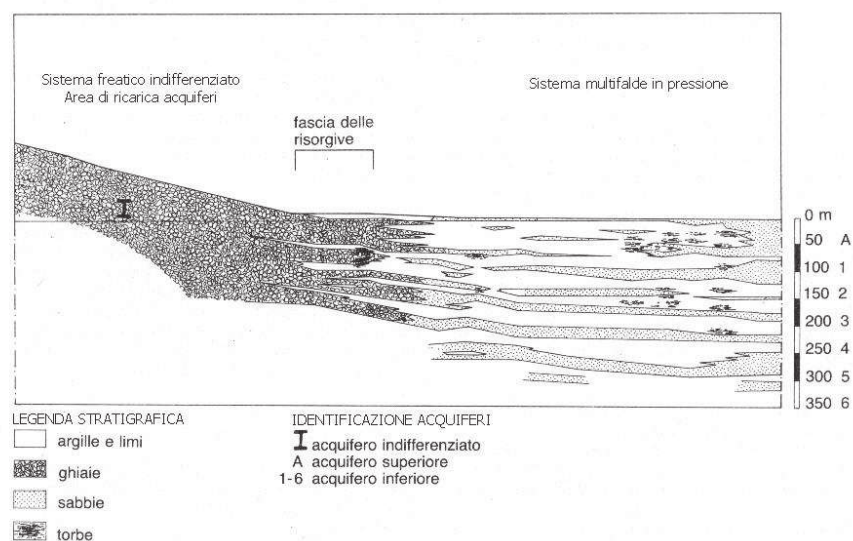 Sistema freatico indifferenziato
Area di ricarica acquiferi
Sistema multifalde in pressione
fascia delle
risorgive
I
0 m
50 A
100 1
150 2
200 3
250 4
300 5
350 6
LEGENDA STRATIGRAFICA
argille e limi
ghiaie
sabbie
torbe
IDENTIFICAZIONE ACQUIFERI
I acquifero indifferenziato
A acquifero superiore
1-6 acquifero inferiore